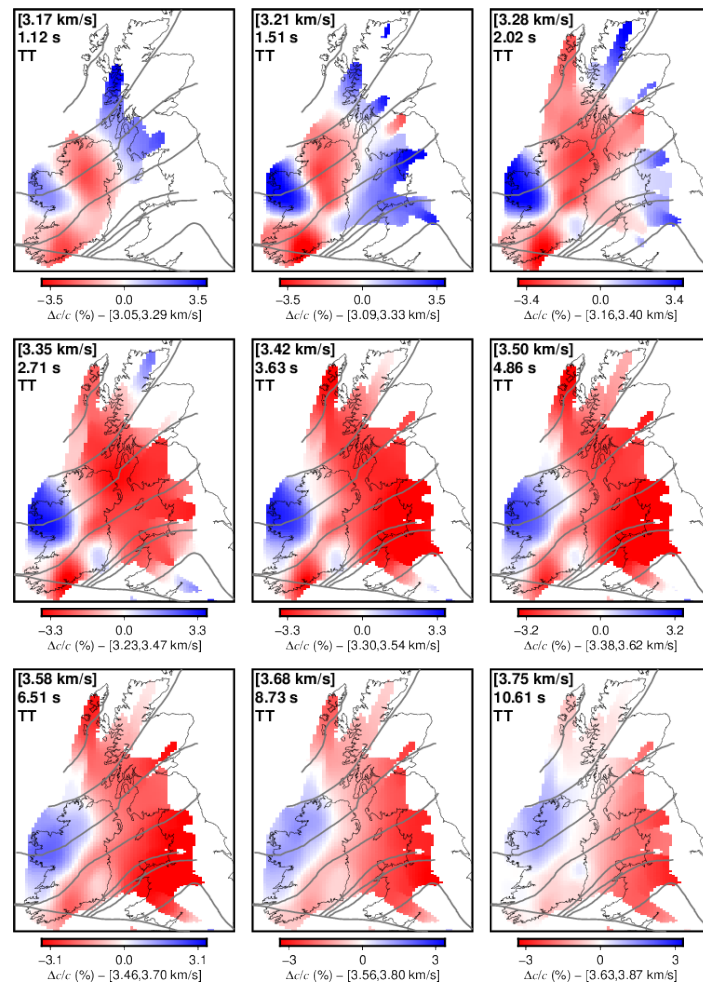 [3.17 km/s]
1.12 s
TT
−3.5 0.0 3.5
Δc/c (%) − [3.05,3.29 km/s]
[3.21 km/s]
1.51 s
TT
−3.5 0.0 3.5
Δc/c (%) − [3.09,3.33 km/s]
[3.28 km/s]
2.02 s
TT
−3.4 0.0 3.4
Δc/c (%) − [3.16,3.40 km/s]
[3.35 km/s]
2.71 s
TT
−3.3 0.0 3.3
Δc/c (%) − [3.23,3.47 km/s]
[3.42 km/s]
3.63 s
TT
−3.3 0.0 3.3
Δc/c (%) − [3.30,3.54 km/s]
[3.50 km/s]
4.86 s
TT
−3.2 0.0 3.2
Δc/c (%) − [3.38,3.62 km/s]
[3.58 km/s]
6.51 s
TT
−3.1 0.0 3.1
Δc/c (%) − [3.46,3.70 km/s]
[3.68 km/s]
8.73 s
TT
−3 0 3
Δc/c (%) − [3.56,3.80 km/s]
[3.75 km/s]
10.61 s
TT
−3 0 3
Δc/c (%) − [3.63,3.87 km/s]